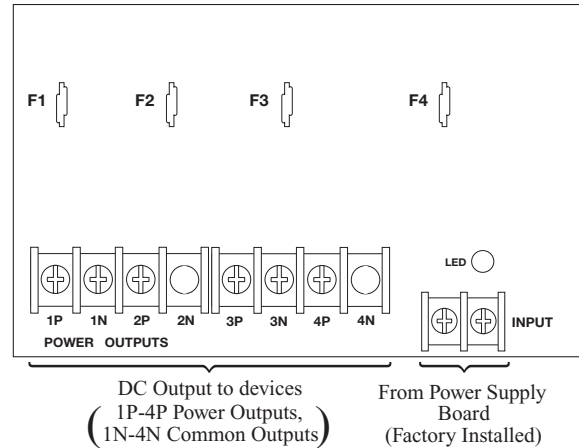 F1 F2 F3 F4
LED
1P 1N 2P 2N 3P 3N 4P 4N INPUT
POWER OUTPUTS
DC Output to devices
(1P-4P Power Outputs,
1N-4N Common Outputs)
From Power Supply
Board
(Factory Installed)